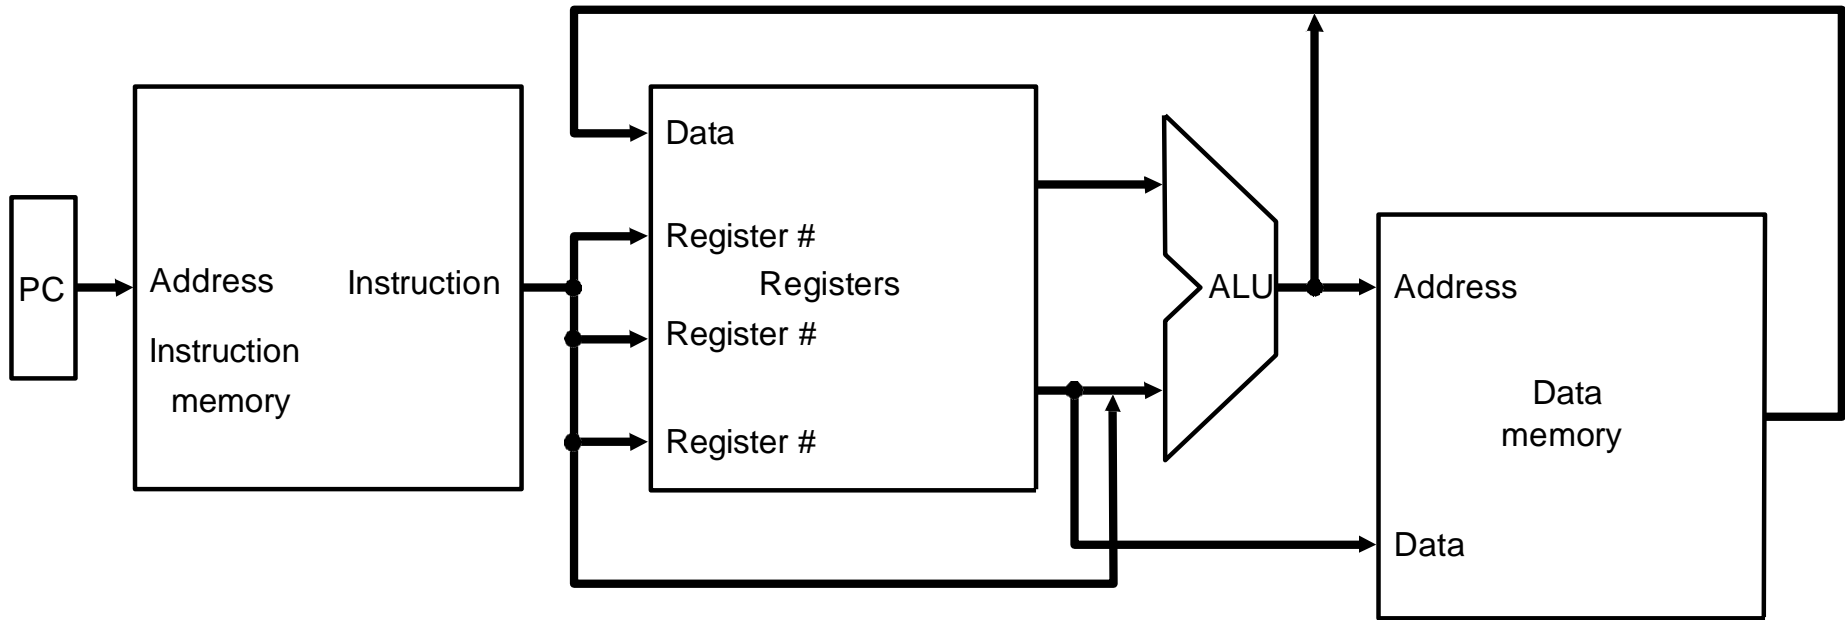 PC
Address
Instruction
Instruction
memory
Data
Register #
Registers
Register #
Register #
ALU
Address
Data
memory
Data